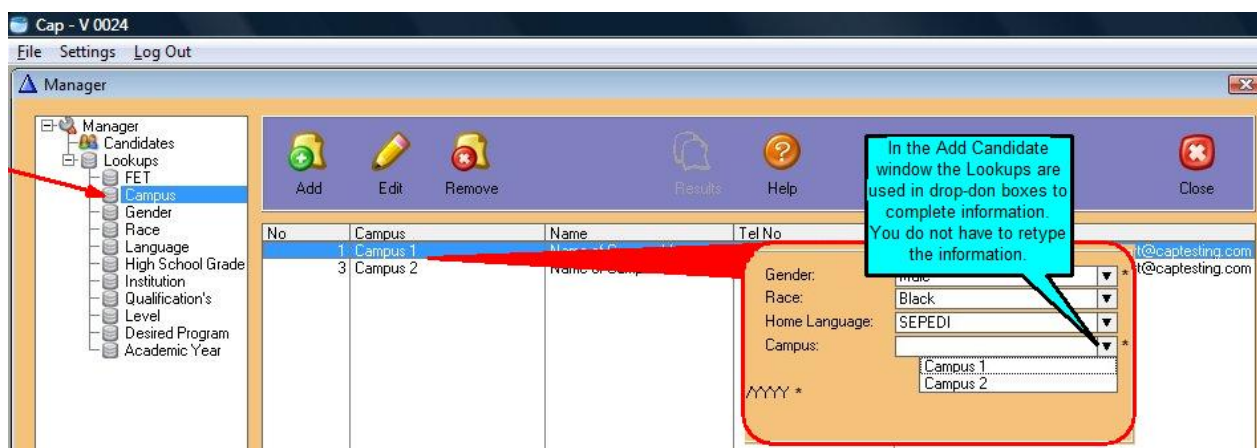 Cap - V 0024
File Settings Log Out
Manager
Manager
Candidates
Lookups
FET
Campus
Gender
Race
Language
High School Grade
Institution
Qualification's
Level
Desired Program
Academic Year
Add Edit Remove Results Help Close
In the Add Candidate
window the Lookups are
used in drop-don boxes to
complete information.
You do not have to retype
the information.
No Campus Name Tel No
1 Campus 1 @captesting.com
3 Campus 2 @captesting.com
Gender: Male *
Race: Black
Home Language: SEPEDI
Campus: *
Campus 1
Campus 2
/YYYY *